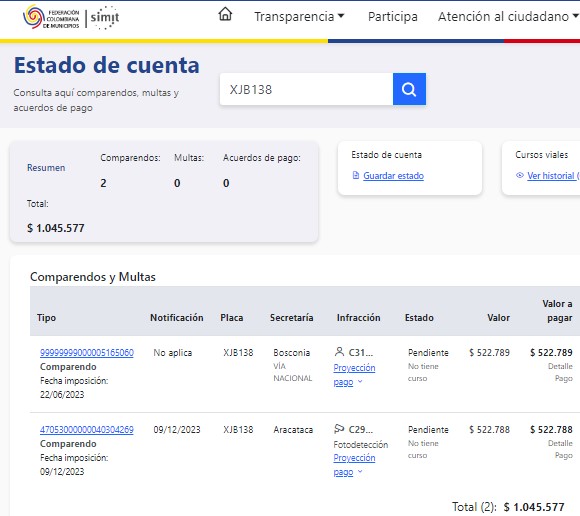 FEDERACIÓN
COLOMBIANA
DE MUNICIPIOS
simit
Transparencia
Participa
Atención al ciudadano
Estado de cuenta
Consulta aquí comparendos, multas y
acuerdos de pago
XJB138
Resumen
Comparendos: Multas: Acuerdos de pago:
2 0 0
Total:
$ 1.045.577
Estado de cuenta
Guardar estado
Cursos viales
Ver historial (
Comparendos y Multas
Tipo Notificación Placa Secretaría Infracción Estado Valor Valor a
pagar
99999999000005165060 No aplica XJB138 Bosconia C31... Pendiente $ 522.789 $ 522.789
Comparendo VÍA Proyección No tiene Detalle
Fecha imposición: NACIONAL pago curso Pago
22/06/2023
47053000000040304269 09/12/2023 XJB138 Aracataca C29... Pendiente $ 522.788 $ 522.788
Comparendo Fotodetección No tiene Detalle
Fecha imposición: Proyección curso Pago
09/12/2023 pago
Total (2): $ 1.045.577